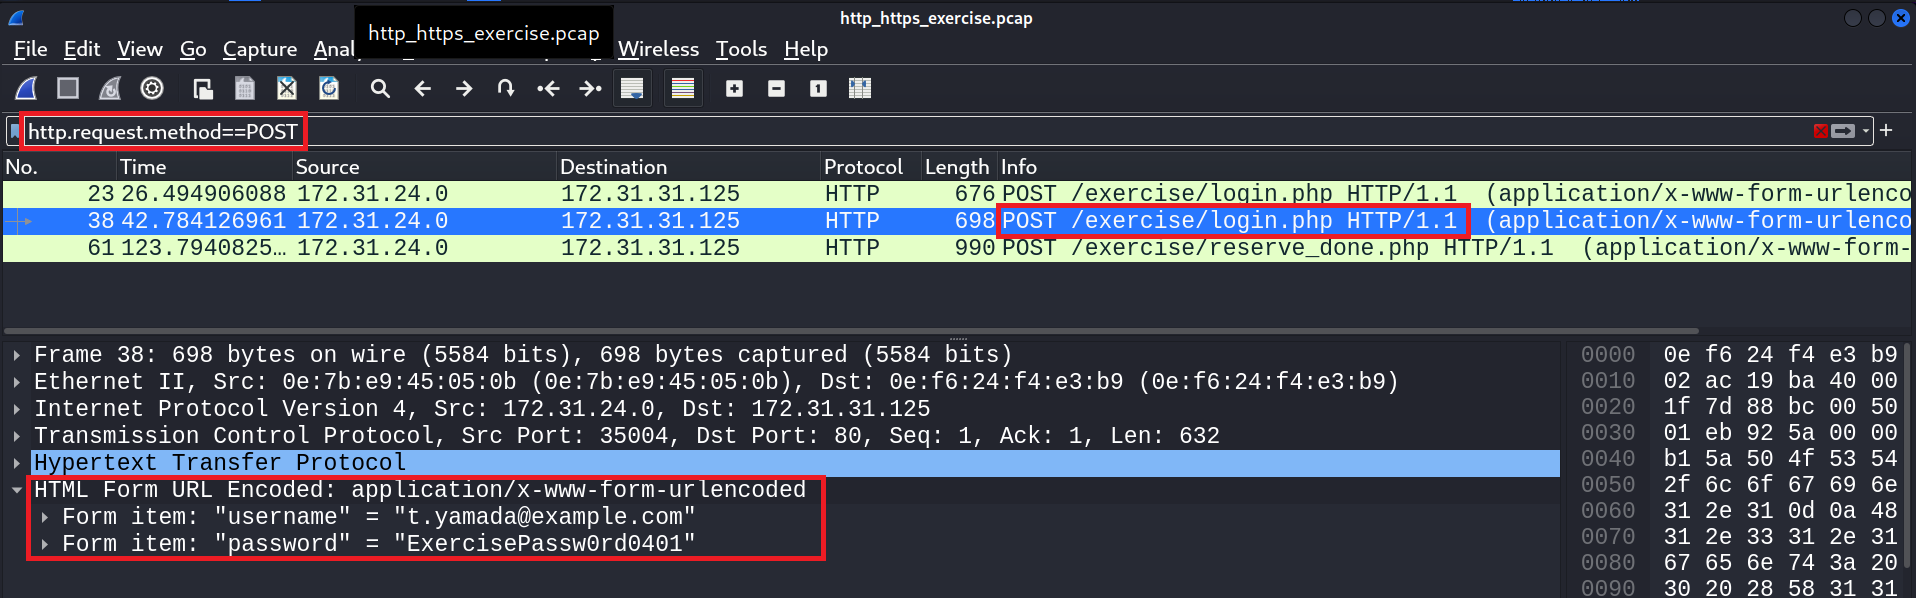 http_https_exercise.pcap
http_https_exercise.pcap
File Edit View Go Capture Wireless Tools Help
http.request.method==POST
No. Time Source Destination Protocol Length Info
23 26.494906088 172.31.24.0 172.31.31.125 HTTP 676 POST /exercise/login.php HTTP/1.1 (application/x-www-form-urlenco
38 42.784126961 172.31.24.0 172.31.31.125 HTTP 698 POST /exercise/login.php HTTP/1.1 (application/x-www-form-urlenco
61 123.7940825… 172.31.24.0 172.31.31.125 HTTP 990 POST /exercise/reserve_done.php HTTP/1.1 (application/x-www-form-
Frame 38: 698 bytes on wire (5584 bits), 698 bytes captured (5584 bits)
Ethernet II, Src: 0e:7b:e9:45:05:0b (0e:7b:e9:45:05:0b), Dst: 0e:f6:24:f4:e3:b9 (0e:f6:24:f4:e3:b9)
Internet Protocol Version 4, Src: 172.31.24.0, Dst: 172.31.31.125
Transmission Control Protocol, Src Port: 35004, Dst Port: 80, Seq: 1, Ack: 1, Len: 632
Hypertext Transfer Protocol
HTML Form URL Encoded: application/x-www-form-urlencoded
Form item: "username" = "t.yamada@example.com"
Form item: "password" = "ExercisePassw0rd0401"
0000 0e f6 24 f4 e3 b9
0010 02 ac 19 ba 40 00
0020 1f 7d 88 bc 00 50
0030 01 eb 92 5a 00 00
0040 b1 5a 50 4f 53 54
0050 2f 6c 6f 67 69 6e
0060 31 2e 31 0d 0a 48
0070 31 2e 33 31 2e 31
0080 67 65 6e 74 3a 20
0090 30 20 28 58 31 31